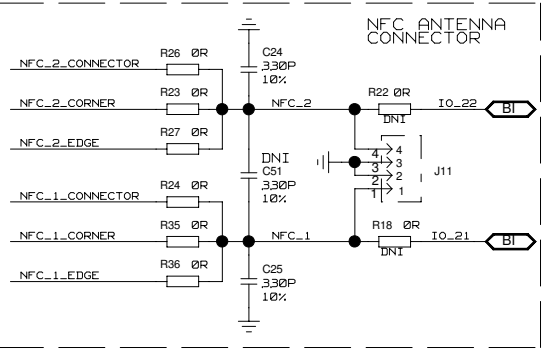 NFC ANTENNA
CONNECTOR
R26 0R
NFC_2_CONNECTOR
C24
330P
10%
R23 0R
NFC_2_CORNER
NFC_2
R22 0R
DNI
IO_22
BI
R27 0R
NFC_2_EDGE
4 4
3 3
2 2
1 1
J11
DNI
C51
330P
10%
R24 0R
NFC_1_CONNECTOR
R35 0R
NFC_1_CORNER
NFC_1
R18 0R
DNI
IO_21
BI
R36 0R
NFC_1_EDGE
C25
330P
10%